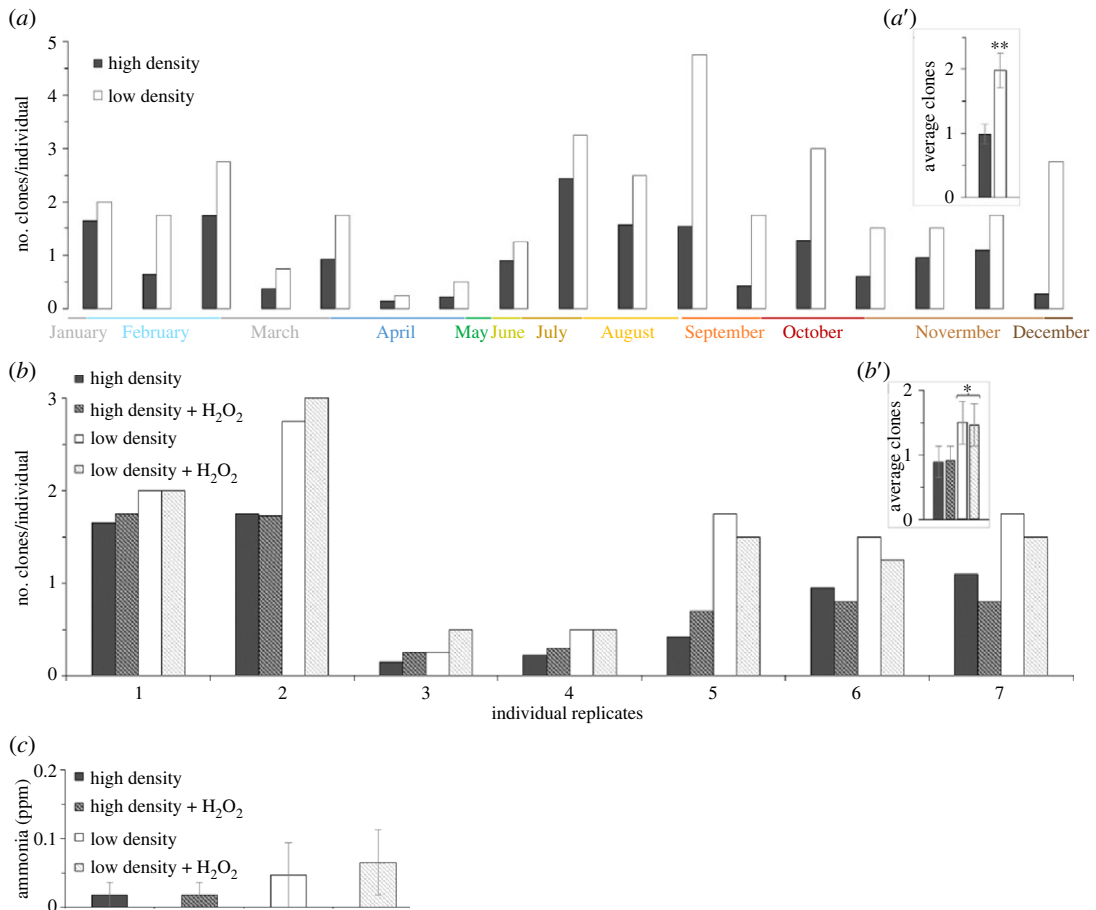 (a)
(a′)
high density
low density
no. clones/individual
5
4
3
2
1
0
January February March April May June July August September October Novermber December
average clones
2
1
0
**
(b)
(b′)
high density
high density + H₂O₂
low density
low density + H₂O₂
no. clones/individual
3
2
1
0
1 2 3 4 5 6 7
individual replicates
average clones
2
1
0
*
(c)
high density
high density + H₂O₂
low density
low density + H₂O₂
ammonia (ppm)
0.2
0.1
0